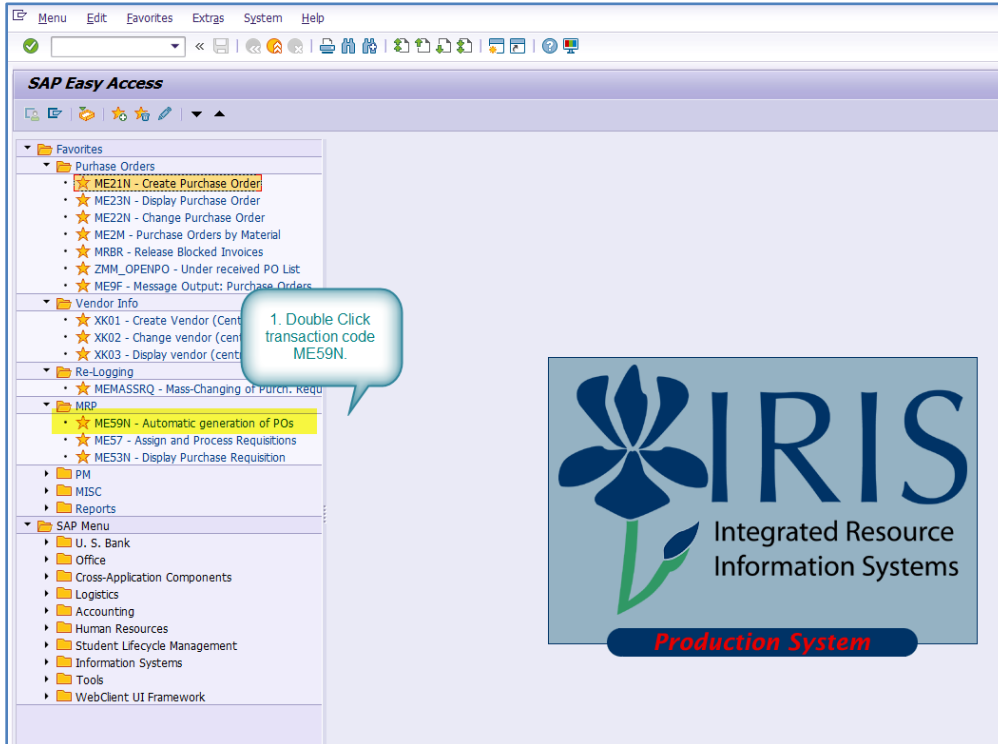 Menu Edit Favorites Extras System Help
SAP Easy Access
Favorites
Purhase Orders
ME21N - Create Purchase Order
ME23N - Display Purchase Order
ME22N - Change Purchase Order
ME2M - Purchase Orders by Material
MRBR - Release Blocked Invoices
ZMM_OPENPO - Under received PO List
ME9F - Message Output: Purchase Orders
Vendor Info
XK01 - Create Vendor (Cent
XK02 - Change vendor (cent
XK03 - Display vendor (centr
1. Double Click
transaction code
ME59N.
Re-Logging
MEMASSRQ - Mass-Changing of Purch. Requ
MRP
ME59N - Automatic generation of POs
ME57 - Assign and Process Requisitions
ME53N - Display Purchase Requisition
PM
MISC
Reports
SAP Menu
U. S. Bank
Office
Cross-Application Components
Logistics
Accounting
Human Resources
Student Lifecycle Management
Information Systems
Tools
WebClient UI Framework
IRIS
Integrated Resource
Information Systems
Production System